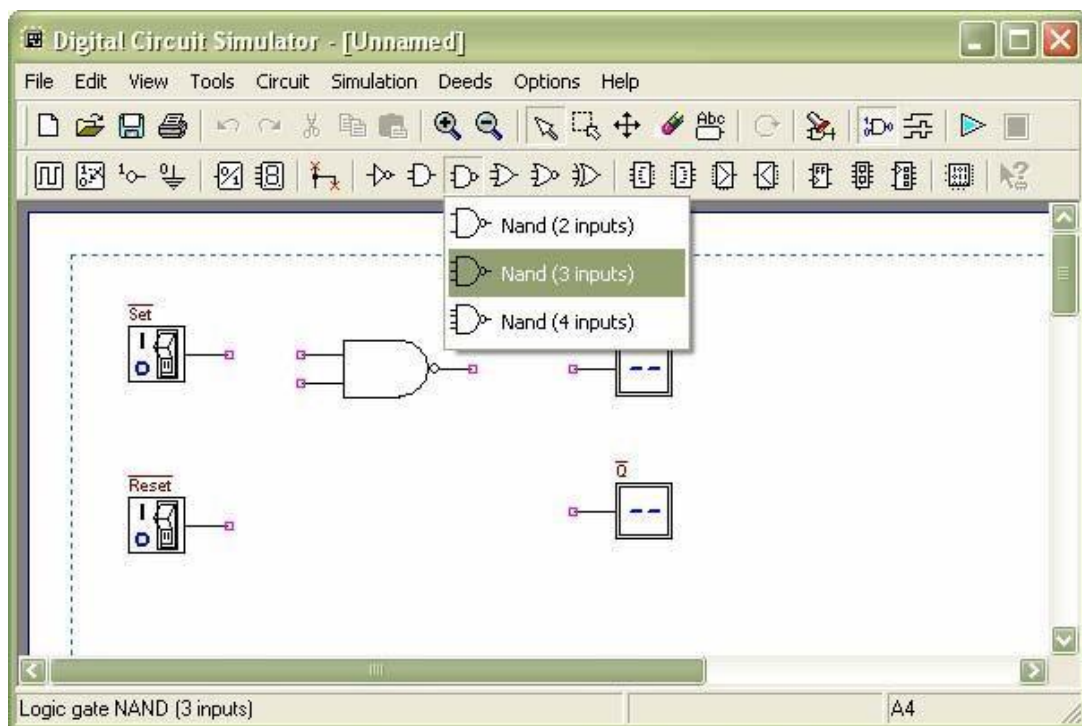 Digital Circuit Simulator - [Unnamed]
File Edit View Tools Circuit Simulation Deeds Options Help
Abc
Nand (2 inputs)
Nand (3 inputs)
Nand (4 inputs)
Set
Reset
Q
Logic gate NAND (3 inputs)
A4